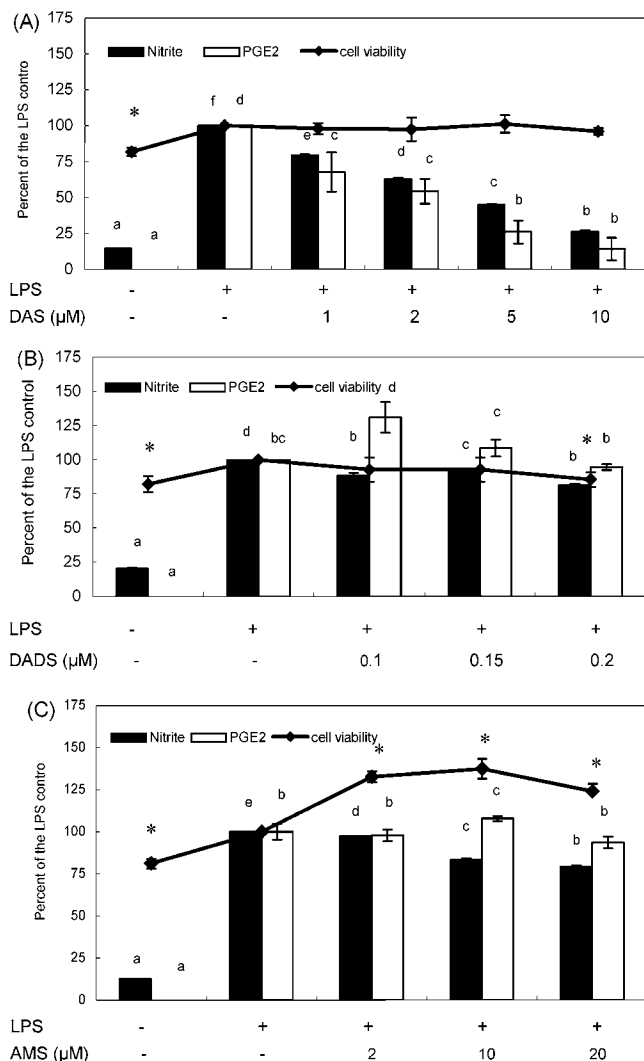 (A)
175
Nitrite PGE2 cell viability
150
125
f d
*
100
e c
75
d c
50
c b
b b
25
a a
0
Percent of the LPS contro
LPS - + + + + +
DAS (µM) - - 1 2 5 10
(B)
175
Nitrite PGE2 cell viability d
150
125
c
* d bc b c * b
100
b
75
50
a
25
a
0
Percent of the LPS control
LPS - + + + +
DADS (µM) - - 0.1 0.15 0.2
(C)
175
Nitrite PGE2 cell viability
150
* * *
125
e b d b c
*
100
c b b
75
50
25
a a
0
Percent of the LPS contro
LPS - + + + +
AMS (µM) - - 2 10 20